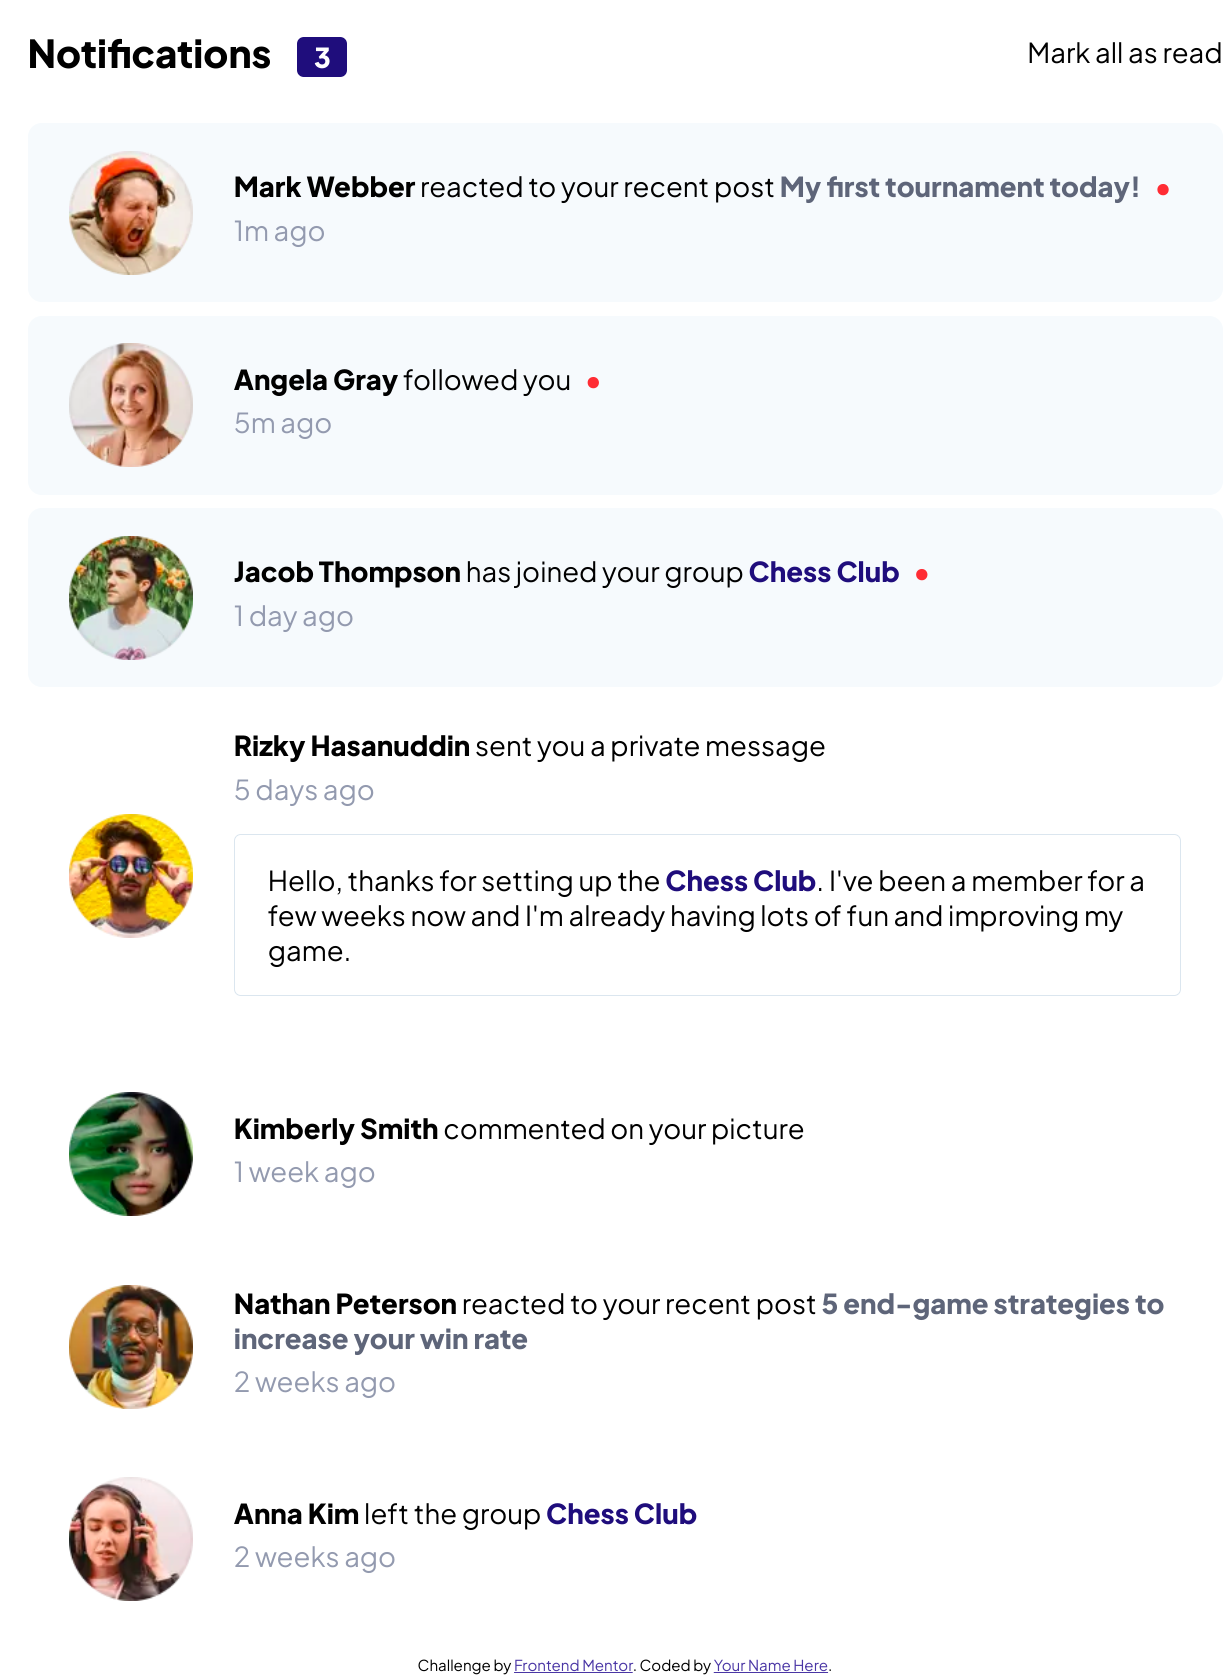 Notifications 3 Mark all as read
Mark Webber reacted to your recent post My first tournament today!
1m ago
Angela Gray followed you
5m ago
Jacob Thompson has joined your group Chess Club
1 day ago
Rizky Hasanuddin sent you a private message
5 days ago
Hello, thanks for setting up the Chess Club. I've been a member for a
few weeks now and I'm already having lots of fun and improving my
game.
Kimberly Smith commented on your picture
1 week ago
Nathan Peterson reacted to your recent post 5 end-game strategies to
increase your win rate
2 weeks ago
Anna Kim left the group Chess Club
2 weeks ago
Challenge by Frontend Mentor. Coded by Your Name Here.